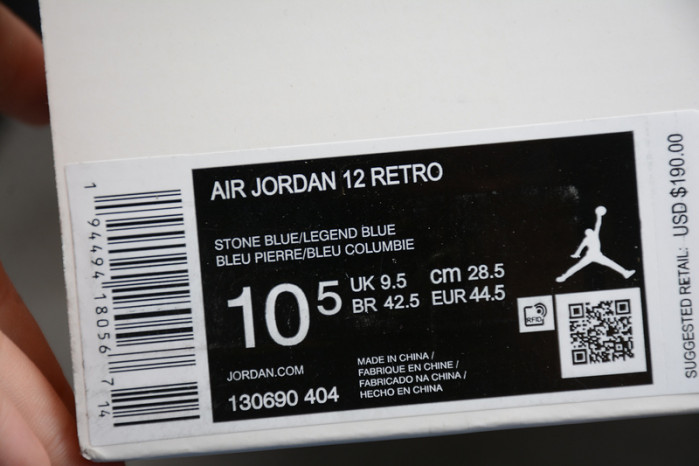 AIR JORDAN 12 RETRO
STONE BLUE/LEGEND BLUE
BLEU PIERRE/BLEU COLUMBIE
10⁵
UK 9.5 cm 28.5
BR 42.5 EUR 44.5
RFID
JORDAN.COM
130690 404
MADE IN CHINA /
FABRIQUE EN CHINE /
FABRICADO NA CHINA /
HECHO EN CHINA
1 94494 18056 7 14
SUGGESTED RETAIL: USD $190.00